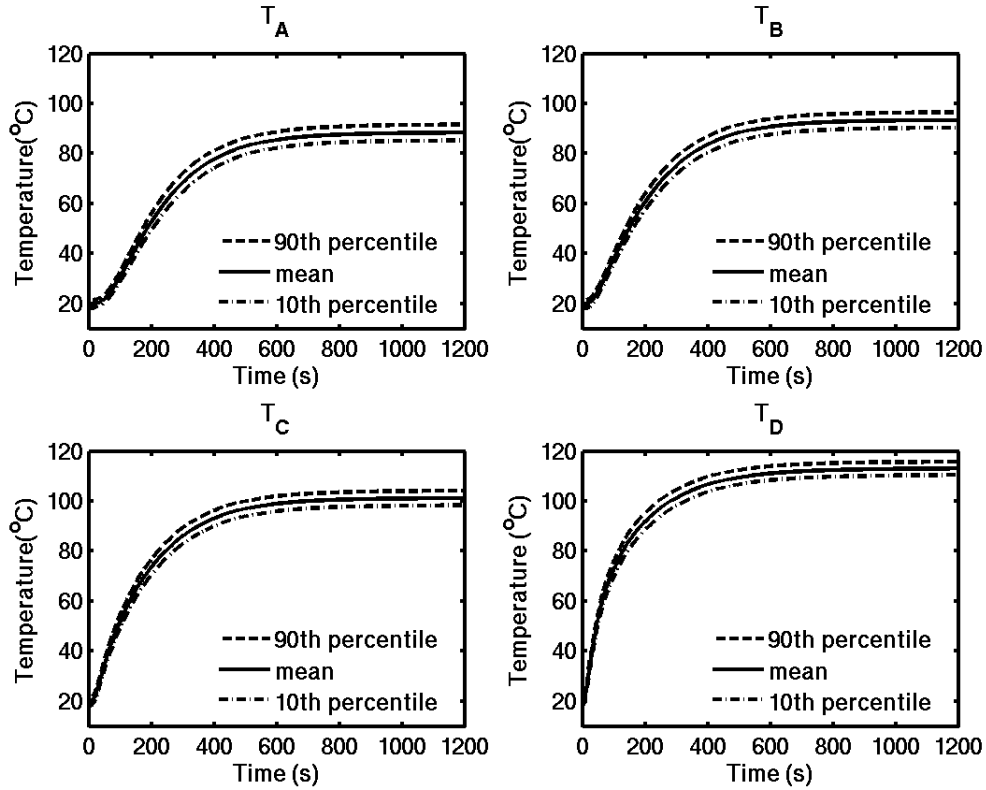 T_A
120
100
80
60
40
20
Temperature(°C)
90th percentile
mean
10th percentile
0 200 400 600 800 1000 1200
Time (s)
T_B
120
100
80
60
40
20
Temperature(°C)
90th percentile
mean
10th percentile
0 200 400 600 800 1000 1200
Time (s)
T_C
120
100
80
60
40
20
Temperature(°C)
90th percentile
mean
10th percentile
0 200 400 600 800 1000 1200
Time (s)
T_D
120
100
80
60
40
20
Temperature (°C)
90th percentile
mean
10th percentile
0 200 400 600 800 1000 1200
Time (s)